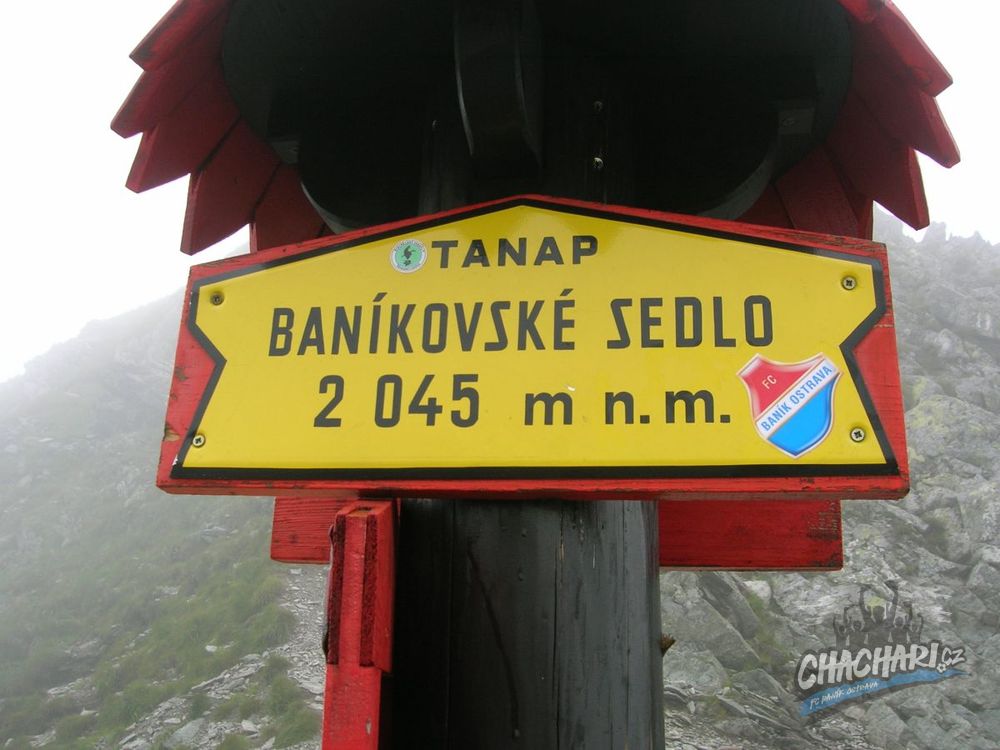 TANAP
BANÍKOVSKÉ SEDLO
2 045 m n.m.
FC
BANÍK OSTRAVA
CHACHARI.CZ
FC BANÍK OSTRAVA